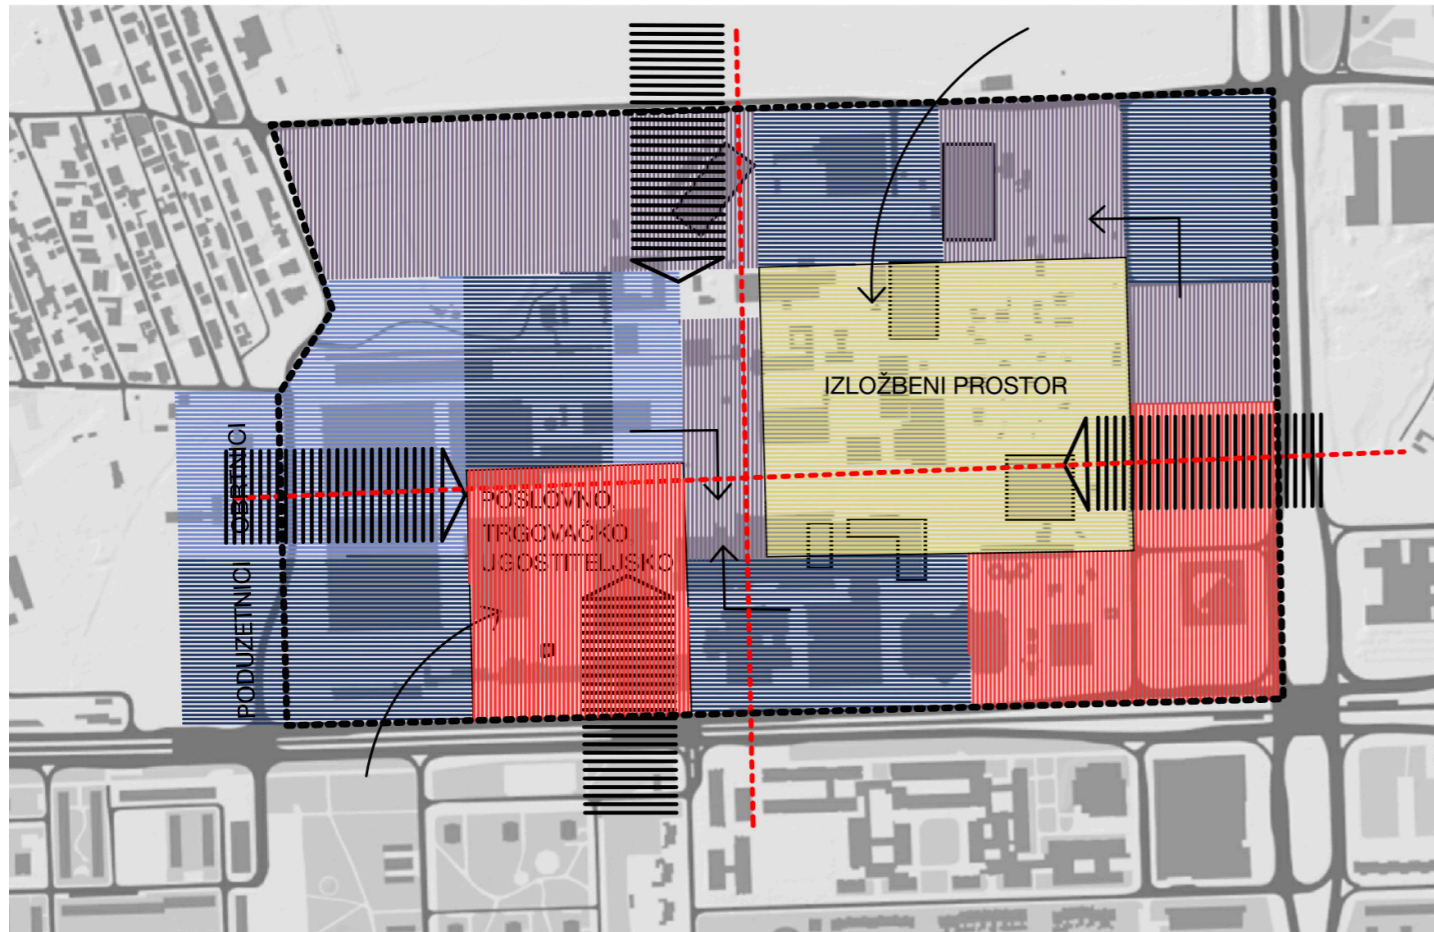 IZLOŽBENI PROSTOR
OBRTNICI
POSLOVNO,
TRGOVAČKO
UGOSTITELJSKO
PODUZETNICI